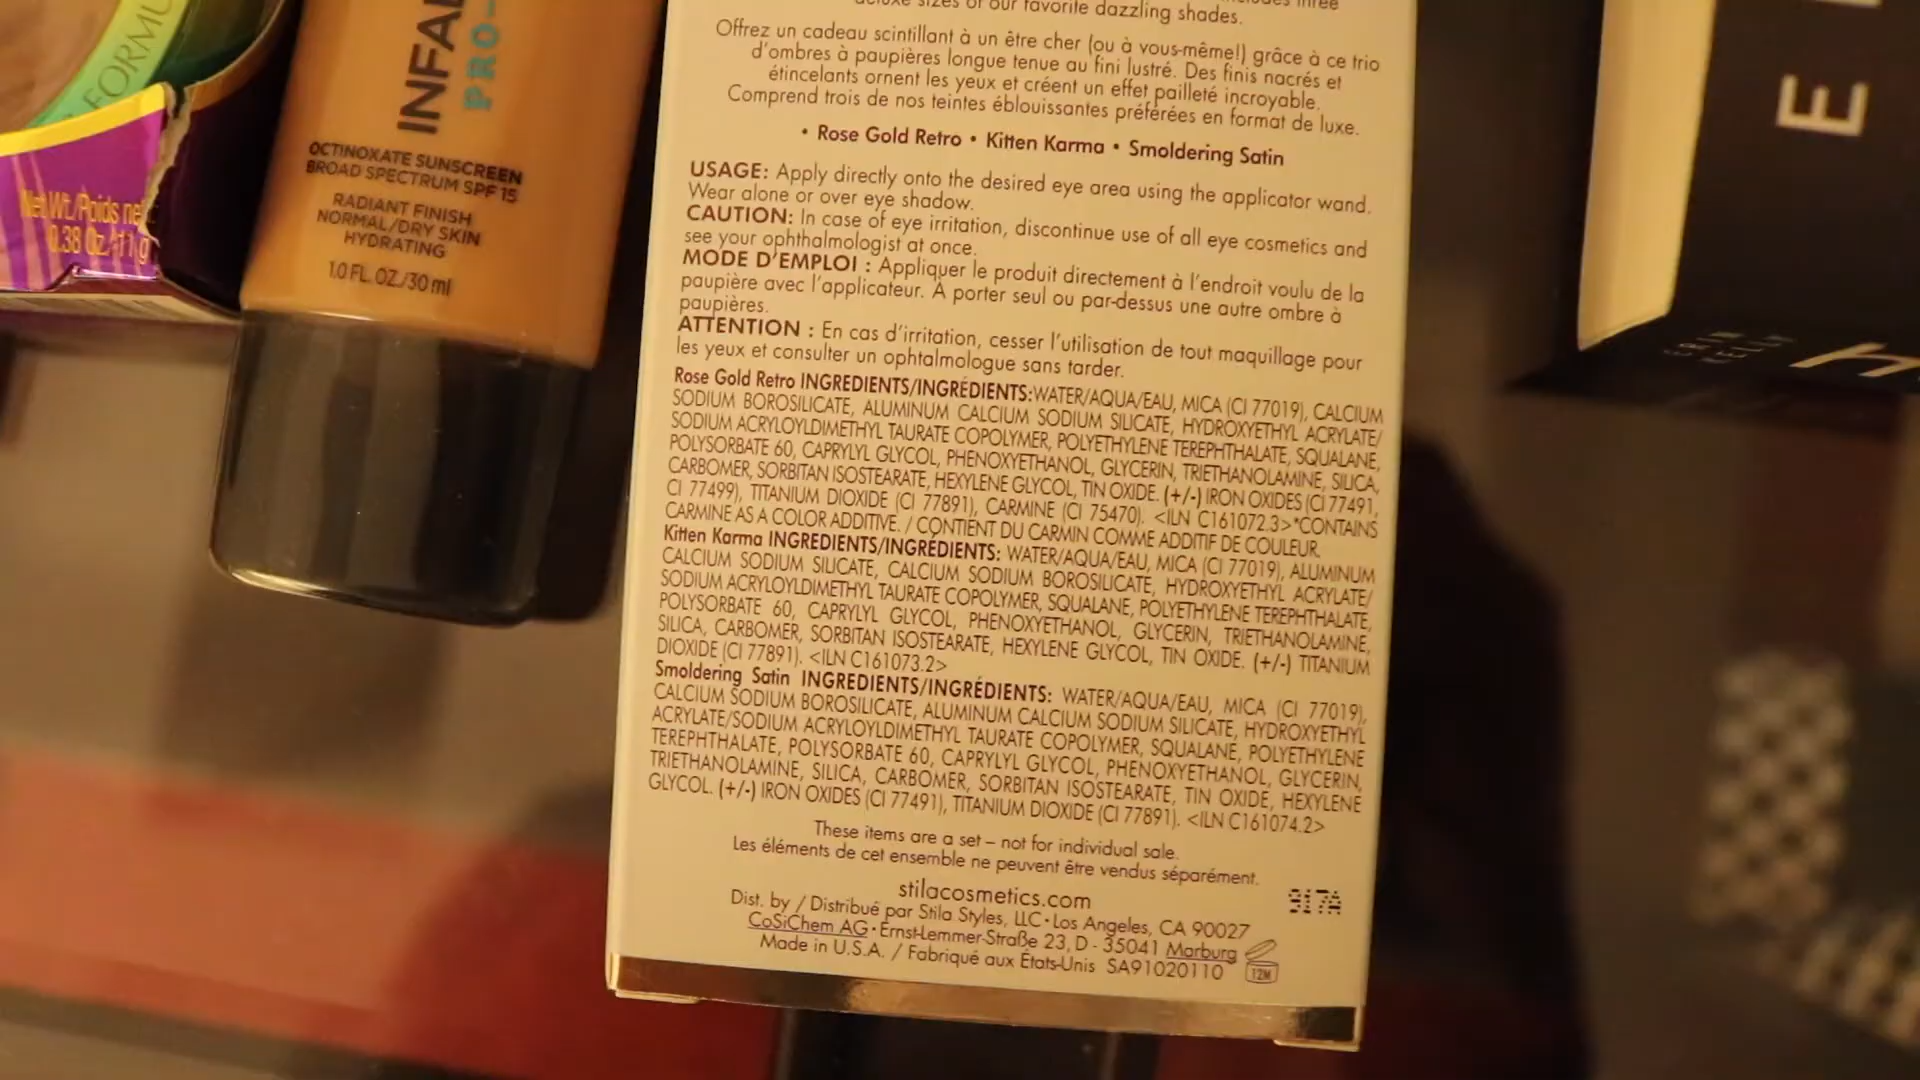 FORMU
Net Wt./Poids net
0.38 Oz./11 g
INFAL
PRO-
OCTINOXATE SUNSCREEN
BROAD SPECTRUM SPF 15
RADIANT FINISH
NORMAL/DRY SKIN
HYDRATING
1.0 FL. OZ./30 ml
deluxe sizes of our favorite dazzling shades.
Offrez un cadeau scintillant à un être cher (ou à vous-même!) grâce à ce trio
d'ombres à paupières longue tenue au fini lustré. Des finis nacrés et
étincelants ornent les yeux et créent un effet pailleté incroyable.
Comprend trois de nos teintes éblouissantes préférées en format de luxe.
• Rose Gold Retro • Kitten Karma • Smoldering Satin
USAGE: Apply directly onto the desired eye area using the applicator wand.
Wear alone or over eye shadow.
CAUTION: In case of eye irritation, discontinue use of all eye cosmetics and
see your ophthalmologist at once.
MODE D'EMPLOI : Appliquer le produit directement à l'endroit voulu de la
paupière avec l'applicateur. À porter seul ou par-dessus une autre ombre à
paupières.
ATTENTION : En cas d'irritation, cesser l'utilisation de tout maquillage pour
les yeux et consulter un ophtalmologue sans tarder.
Rose Gold Retro INGREDIENTS/INGRÉDIENTS:WATER/AQUA/EAU, MICA (CI 77019), CALCIUM
SODIUM BOROSILICATE, ALUMINUM CALCIUM SODIUM SILICATE, HYDROXYETHYL ACRYLATE/
SODIUM ACRYLOYLDIMETHYL TAURATE COPOLYMER, POLYETHYLENE TEREPHTHALATE, SQUALANE,
POLYSORBATE 60, CAPRYLYL GLYCOL, PHENOXYETHANOL, GLYCERIN, TRIETHANOLAMINE, SILICA,
CARBOMER, SORBITAN ISOSTEARATE, HEXYLENE GLYCOL, TIN OXIDE. (+/-) IRON OXIDES (CI 77491,
CI 77499), TITANIUM DIOXIDE (CI 77891), CARMINE (CI 75470). <ILN C161072.3>*CONTAINS
CARMINE AS A COLOR ADDITIVE. / CONTIENT DU CARMIN COMME ADDITIF DE COULEUR.
Kitten Karma INGREDIENTS/INGRÉDIENTS: WATER/AQUA/EAU, MICA (CI 77019), ALUMINUM
CALCIUM SODIUM SILICATE, CALCIUM SODIUM BOROSILICATE, HYDROXYETHYL ACRYLATE/
SODIUM ACRYLOYLDIMETHYL TAURATE COPOLYMER, SQUALANE, POLYETHYLENE TEREPHTHALATE,
POLYSORBATE 60, CAPRYLYL GLYCOL, PHENOXYETHANOL, GLYCERIN, TRIETHANOLAMINE,
SILICA, CARBOMER, SORBITAN ISOSTEARATE, HEXYLENE GLYCOL, TIN OXIDE. (+/-) TITANIUM
DIOXIDE (CI 77891). <ILN C161073.2>
Smoldering Satin INGREDIENTS/INGRÉDIENTS: WATER/AQUA/EAU, MICA (CI 77019),
CALCIUM SODIUM BOROSILICATE, ALUMINUM CALCIUM SODIUM SILICATE, HYDROXYETHYL
ACRYLATE/SODIUM ACRYLOYLDIMETHYL TAURATE COPOLYMER, SQUALANE, POLYETHYLENE
TEREPHTHALATE, POLYSORBATE 60, CAPRYLYL GLYCOL, PHENOXYETHANOL, GLYCERIN,
TRIETHANOLAMINE, SILICA, CARBOMER, SORBITAN ISOSTEARATE, TIN OXIDE, HEXYLENE
GLYCOL. (+/-) IRON OXIDES (CI 77491), TITANIUM DIOXIDE (CI 77891). <ILN C161074.2>
These items are a set – not for individual sale.
Les éléments de cet ensemble ne peuvent être vendus séparément.
stilacosmetics.com
917A
Dist. by / Distribué par Stila Styles, LLC • Los Angeles, CA 90027
CoSiChem AG • Ernst-Lemmer-Straße 23, D - 35041 Marburg
Made in U.S.A. / Fabriqué aux États-Unis SA91020110
12M
E